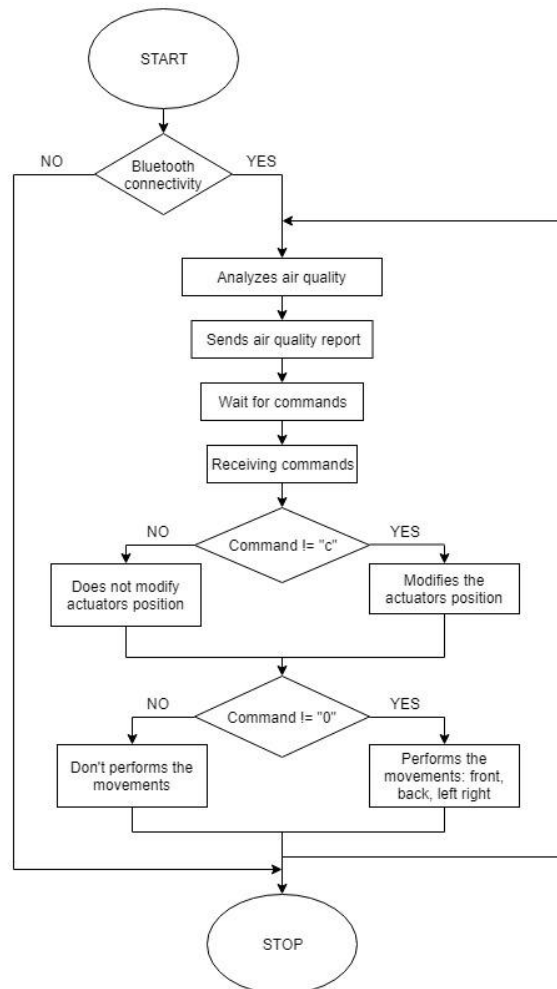 START
NO
Bluetooth
connectivity
YES
Analyzes air quality
Sends air quality report
Wait for commands
Receiving commands
NO
Command != "c"
YES
Does not modify
actuators position
Modifies the
actuators position
NO
Command != "0"
YES
Don't performs the
movements
Performs the
movements: front,
back, left right
STOP